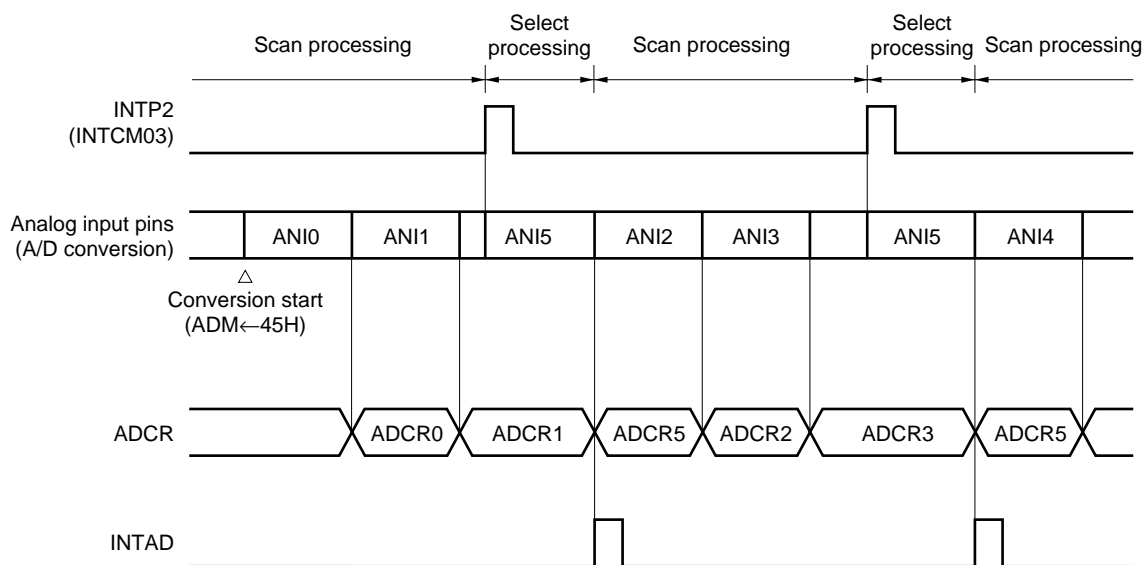 Scan processing
Select
processing
Scan processing
Select
processing
Scan processing
INTP2
(INTCM03)
Analog input pins
(A/D conversion)
ANI0
ANI1
ANI5
ANI2
ANI3
ANI5
ANI4
△
Conversion start
(ADM←45H)
ADCR
ADCR0
ADCR1
ADCR5
ADCR2
ADCR3
ADCR5
INTAD